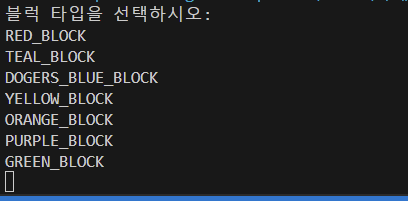 블럭 타입을 선택하시오:
RED_BLOCK
TEAL_BLOCK
DOGERS_BLUE_BLOCK
YELLOW_BLOCK
ORANGE_BLOCK
PURPLE_BLOCK
GREEN_BLOCK